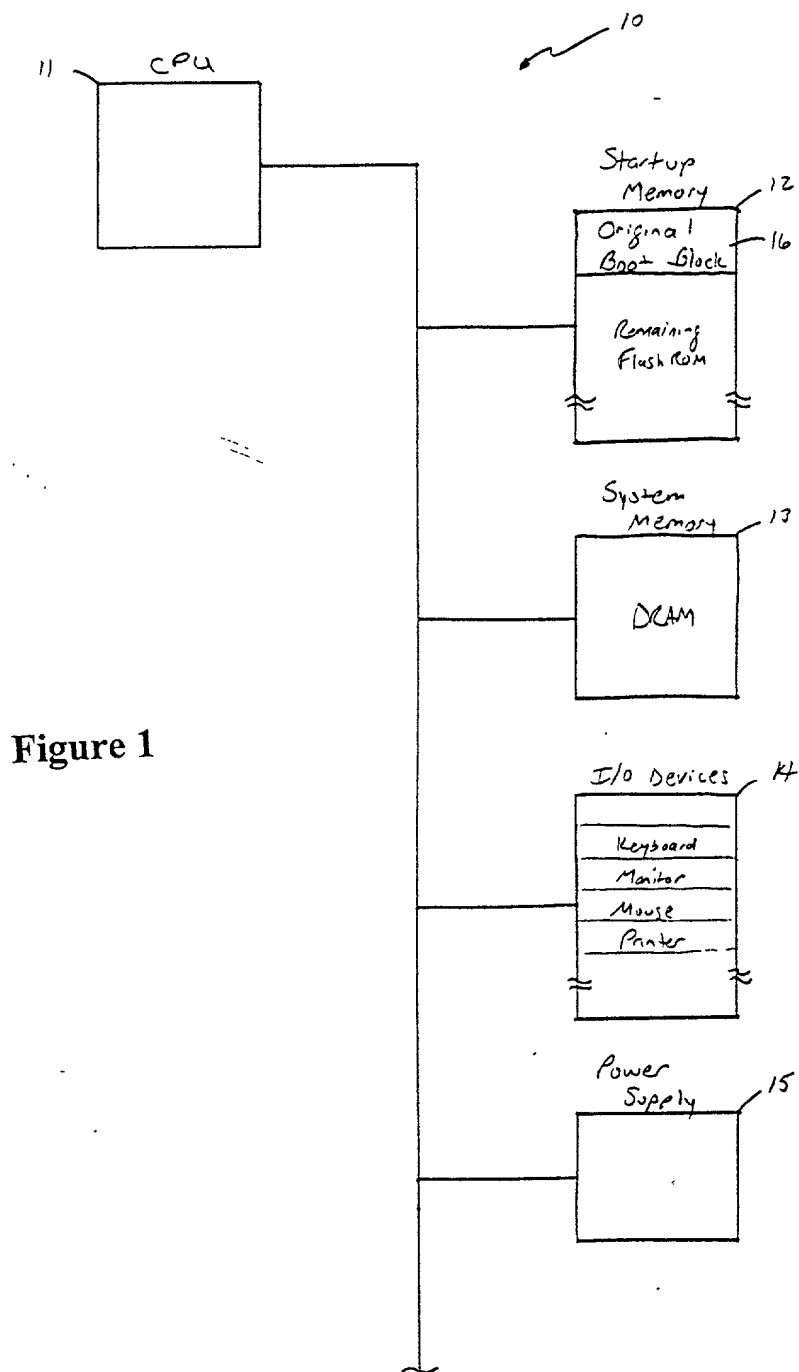 10
11
CPU
Startup
Memory
12
Original
Boot Block
16
Remaining
Flash ROM
System
Memory
13
DRAM
Figure 1
I/O Devices
14
Keyboard
Monitor
Mouse
Printer
Power
Supply
15